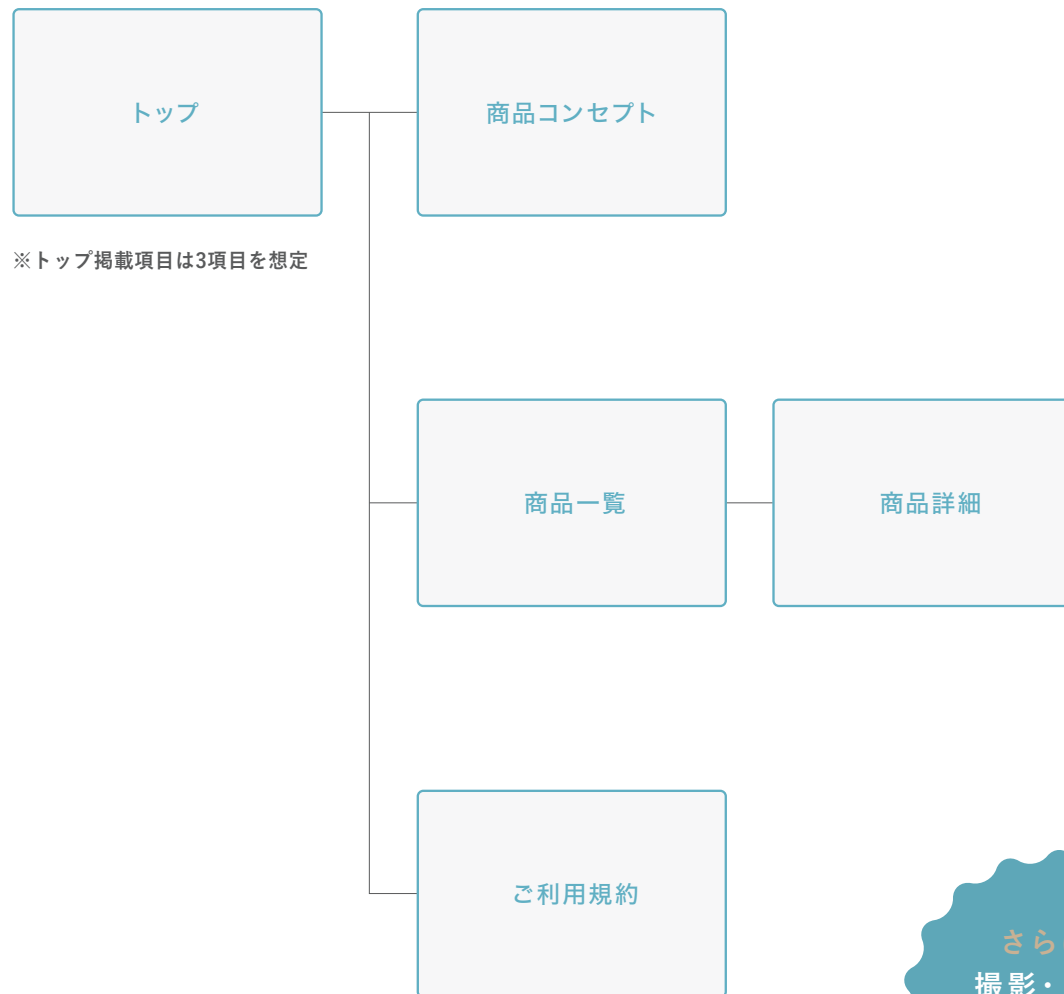 トップ
商品コンセプト
※トップ掲載項目は3項目を想定
商品一覧
商品詳細
ご利用規約
さら
撮影・